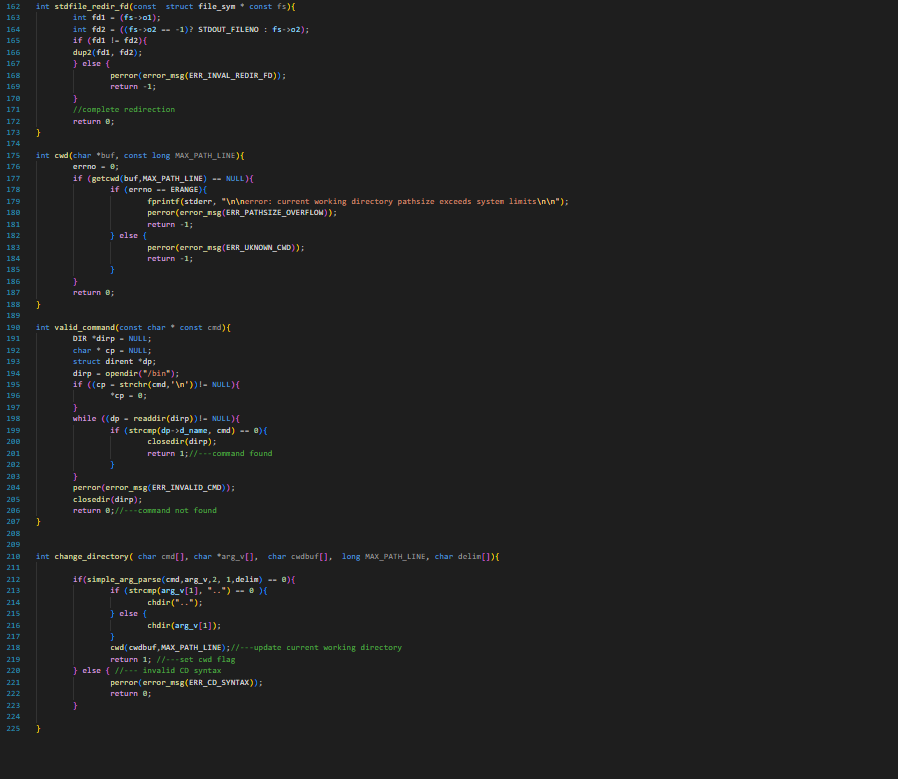 162 int stdfile_redir_fd(const  struct file_sym * const fs){
163         int fd1 = (fs->o1);
164         int fd2 = ((fs->o2 == -1)? STDOUT_FILENO : fs->o2);
165         if (fd1 != fd2){
166         dup2(fd1, fd2);
167         } else {
168                 perror(error_msg(ERR_INVAL_REDIR_FD));
169                 return -1;
170         }
171         //complete redirection
172         return 0;
173 }
174
175 int cwd(char *buf, const long MAX_PATH_LINE){
176         errno = 0;
177         if (getcwd(buf,MAX_PATH_LINE) == NULL){
178                 if (errno == ERANGE){
179                         fprintf(stderr, "\n\nerror: current working directory pathsize exceeds system limits\n\n");
180                         perror(error_msg(ERR_PATHSIZE_OVERFLOW));
181                         return -1;
182                 } else {
183                         perror(error_msg(ERR_UKNOWN_CWD));
184                         return -1;
185                 }
186         }
187         return 0;
188 }
189
190 int valid_command(const char * const cmd){
191         DIR *dirp = NULL;
192         char * cp = NULL;
193         struct dirent *dp;
194         dirp = opendir("/bin");
195         if ((cp = strchr(cmd,'\n'))!= NULL){
196                 *cp = 0;
197         }
198         while ((dp = readdir(dirp))!= NULL){
199                 if (strcmp(dp->d_name, cmd) == 0){
200                         closedir(dirp);
201                         return 1;//---command found
202                 }
203         }
204         perror(error_msg(ERR_INVALID_CMD));
205         closedir(dirp);
206         return 0;//---command not found
207 }
208
209
210 int change_directory( char cmd[], char *arg_v[],  char cwdbuf[],  long MAX_PATH_LINE, char delim[]){
211
212         if(simple_arg_parse(cmd,arg_v,2, 1,delim) == 0){
213                 if (strcmp(arg_v[1], "..") == 0 ){
214                         chdir("..");
215                 } else {
216                         chdir(arg_v[1]);
217                 }
218                 cwd(cwdbuf,MAX_PATH_LINE);//---update current working directory
219                 return 1; //---set cwd flag
220         } else { //--- invalid CD syntax
221                 perror(error_msg(ERR_CD_SYNTAX));
222                 return 0;
223         }
224
225 }